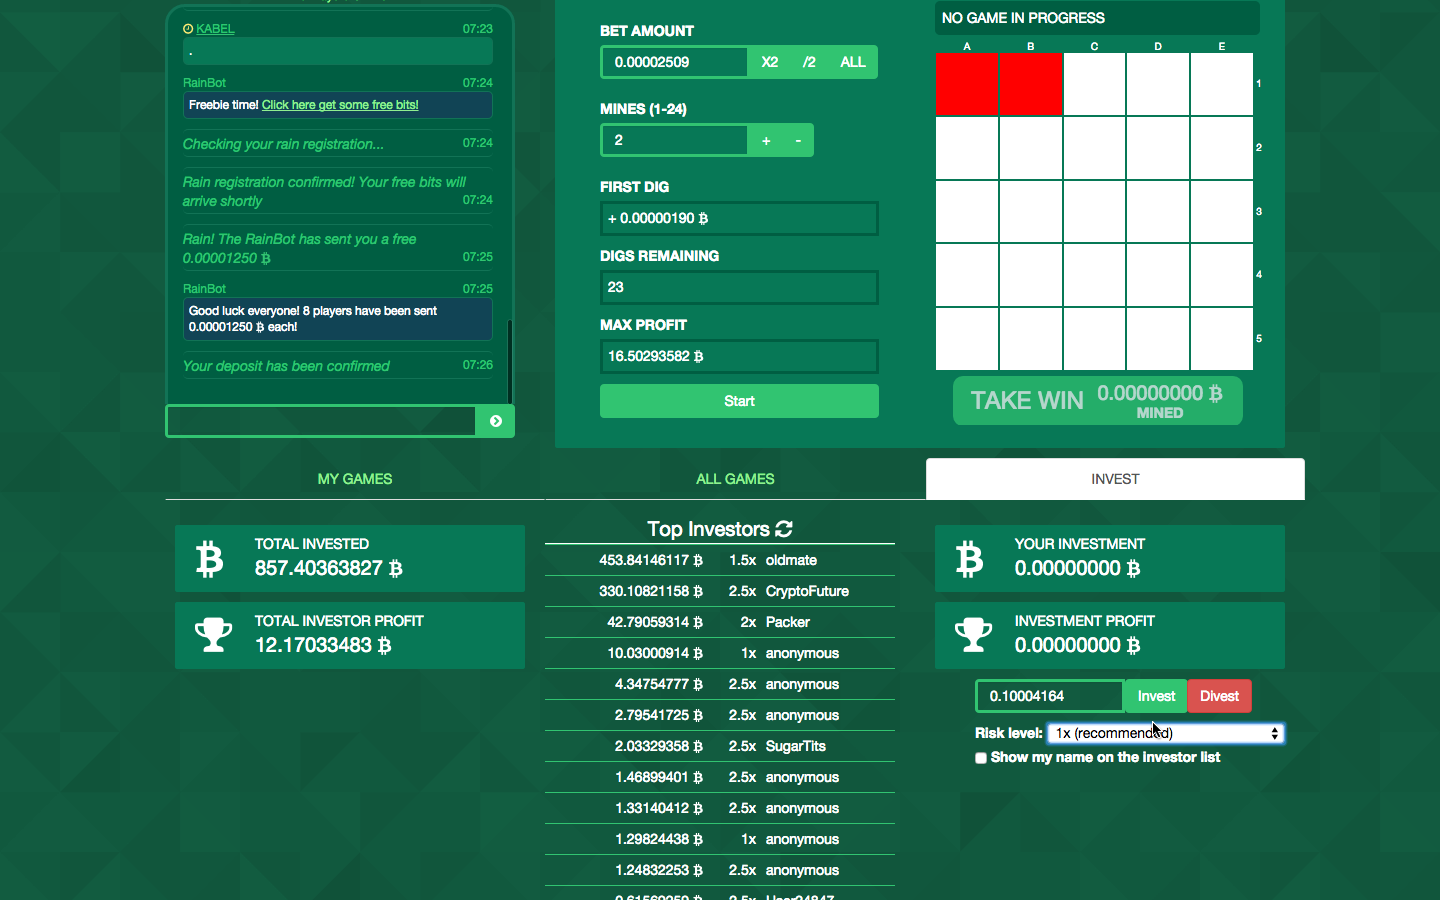 KABEL 07:23
.
RainBot 07:24
Freebie time! Click here get some free bits!
Checking your rain registration... 07:24
Rain registration confirmed! Your free bits will
arrive shortly 07:24
Rain! The RainBot has sent you a free
0.00001250 ₿ 07:25
RainBot 07:25
Good luck everyone! 8 players have been sent
0.00001250 ₿ each!
Your deposit has been confirmed 07:26
BET AMOUNT
0.00002509 X2 /2 ALL
MINES (1-24)
2 + -
FIRST DIG
+ 0.00000190 ₿
DIGS REMAINING
23
MAX PROFIT
16.50293582 ₿
Start
NO GAME IN PROGRESS
A B C D E
1
2
3
4
5
TAKE WIN 0.00000000 ₿
MINED
MY GAMES ALL GAMES INVEST
TOTAL INVESTED
857.40363827 ₿
TOTAL INVESTOR PROFIT
12.17033483 ₿
Top Investors
453.84146117 ₿ 1.5x oldmate
330.10821158 ₿ 2.5x CryptoFuture
42.79059314 ₿ 2x Packer
10.03000914 ₿ 1x anonymous
4.34754777 ₿ 2.5x anonymous
2.79541725 ₿ 2.5x anonymous
2.03329358 ₿ 2.5x SugarTits
1.46899401 ₿ 2.5x anonymous
1.33140412 ₿ 2.5x anonymous
1.29824438 ₿ 1x anonymous
1.24832253 ₿ 2.5x anonymous
YOUR INVESTMENT
0.00000000 ₿
INVESTMENT PROFIT
0.00000000 ₿
0.10004164 Invest Divest
Risk level: 1x (recommended)
Show my name on the investor list